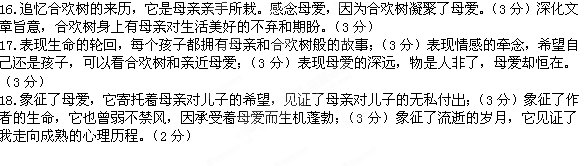 16.追忆合欢树的来历，它是母亲亲手所栽。感念母爱，因为合欢树凝聚了母爱。（3分）深化文
章旨意，合欢树身上有母亲对生活美好的不弃和期盼。（3分）
17.表现生命的轮回，每个孩子都拥有母亲和合欢树般的故事；（3分）表现情感的牵念，希望自
己还是孩子，可以看合欢树和亲近母爱；（3分）表现母爱的深远，物是人非了，母爱却恒在。
（3分）
18.象征了母爱，它寄托着母亲对儿子的希望，见证了母亲对儿子的无私付出；（3分）象征了作
者的生命，它也曾弱不禁风，因承受着母爱而生机蓬勃；（3分）象征了流逝的岁月，它见证了
我走向成熟的心理历程。（2分）